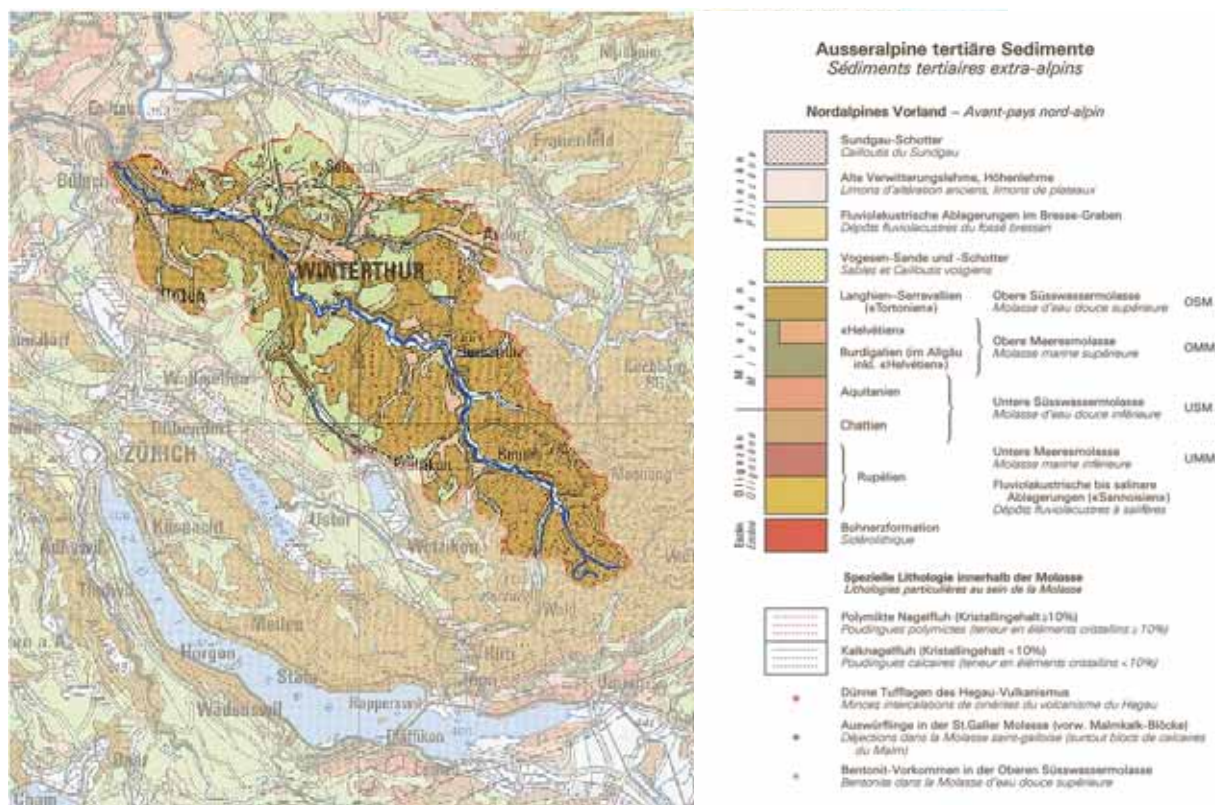 Frauenfeld
Bülach
WINTERTHUR
ZÜRICH
Dübendorf
Küsnacht
Uster
Wetzikon
Pfäffikon
Bauma
Adliswil
Thalwil
Meilen
Wald
Horgen
Stäfa
Wädenswil
Rapperswil
Pfäffikon
Cham
Ausseralpine tertiäre Sedimente
Sédiments tertiaires extra-alpins
Nordalpines Vorland – Avant-pays nord-alpin
Pliozän
Pliocène
Sundgau-Schotter
Cailloutis du Sundgau
Alte Verwitterungslehme, Höhenlehme
Limons d'altération anciens, limons de plateaux
Fluviolakustrische Ablagerungen im Bresse-Graben
Dépôts fluviolacustres du fossé bressan
Miozän
Miocène
Vogesen-Sande und -Schotter
Sables et Cailloutis vosgiens
Langhien–Serravallien
(«Tortonien»)
Obere Süsswassermolasse
Molasse d'eau douce supérieure
OSM
«Helvétien»
Burdigalien (im Allgäu
inkl. «Helvétien»)
Obere Meeresmolasse
Molasse marine supérieure
OMM
Aquitanien
Untere Süsswassermolasse
Molasse d'eau douce inférieure
USM
Oligozän
Oligocène
Chattien
Rupélien
Untere Meeresmolasse
Molasse marine inférieure
UMM
Fluviolakustrische bis salinare
Ablagerungen («Sannoisien»)
Dépôts fluviolacustres à salifères
Eozän
Eocène
Bohnerzformation
Sidérolithique
Spezielle Lithologie innerhalb der Molasse
Lithologies particulières au sein de la Molasse
Polymikte Nagelfluh (Kristallingehalt ≥10%)
Poudingues polymictes (teneur en éléments cristallins ≥ 10%)
Kalknagelfluh (Kristallingehalt <10%)
Poudingues calcaires (teneur en éléments cristallins <10%)
Dünne Tufflagen des Hegau-Vulkanismus
Minces intercalations de cinérites du volcanisme du Hegau
Auswürflinge in der St.Galler Molasse (vorw. Malmkalk-Blöcke)
Déjections dans la Molasse saint-galloise (surtout blocs de calcaires
du Malm)
Bentonit-Vorkommen in der Oberen Süsswassermolasse
Bentonite dans la Molasse d'eau douce supérieure